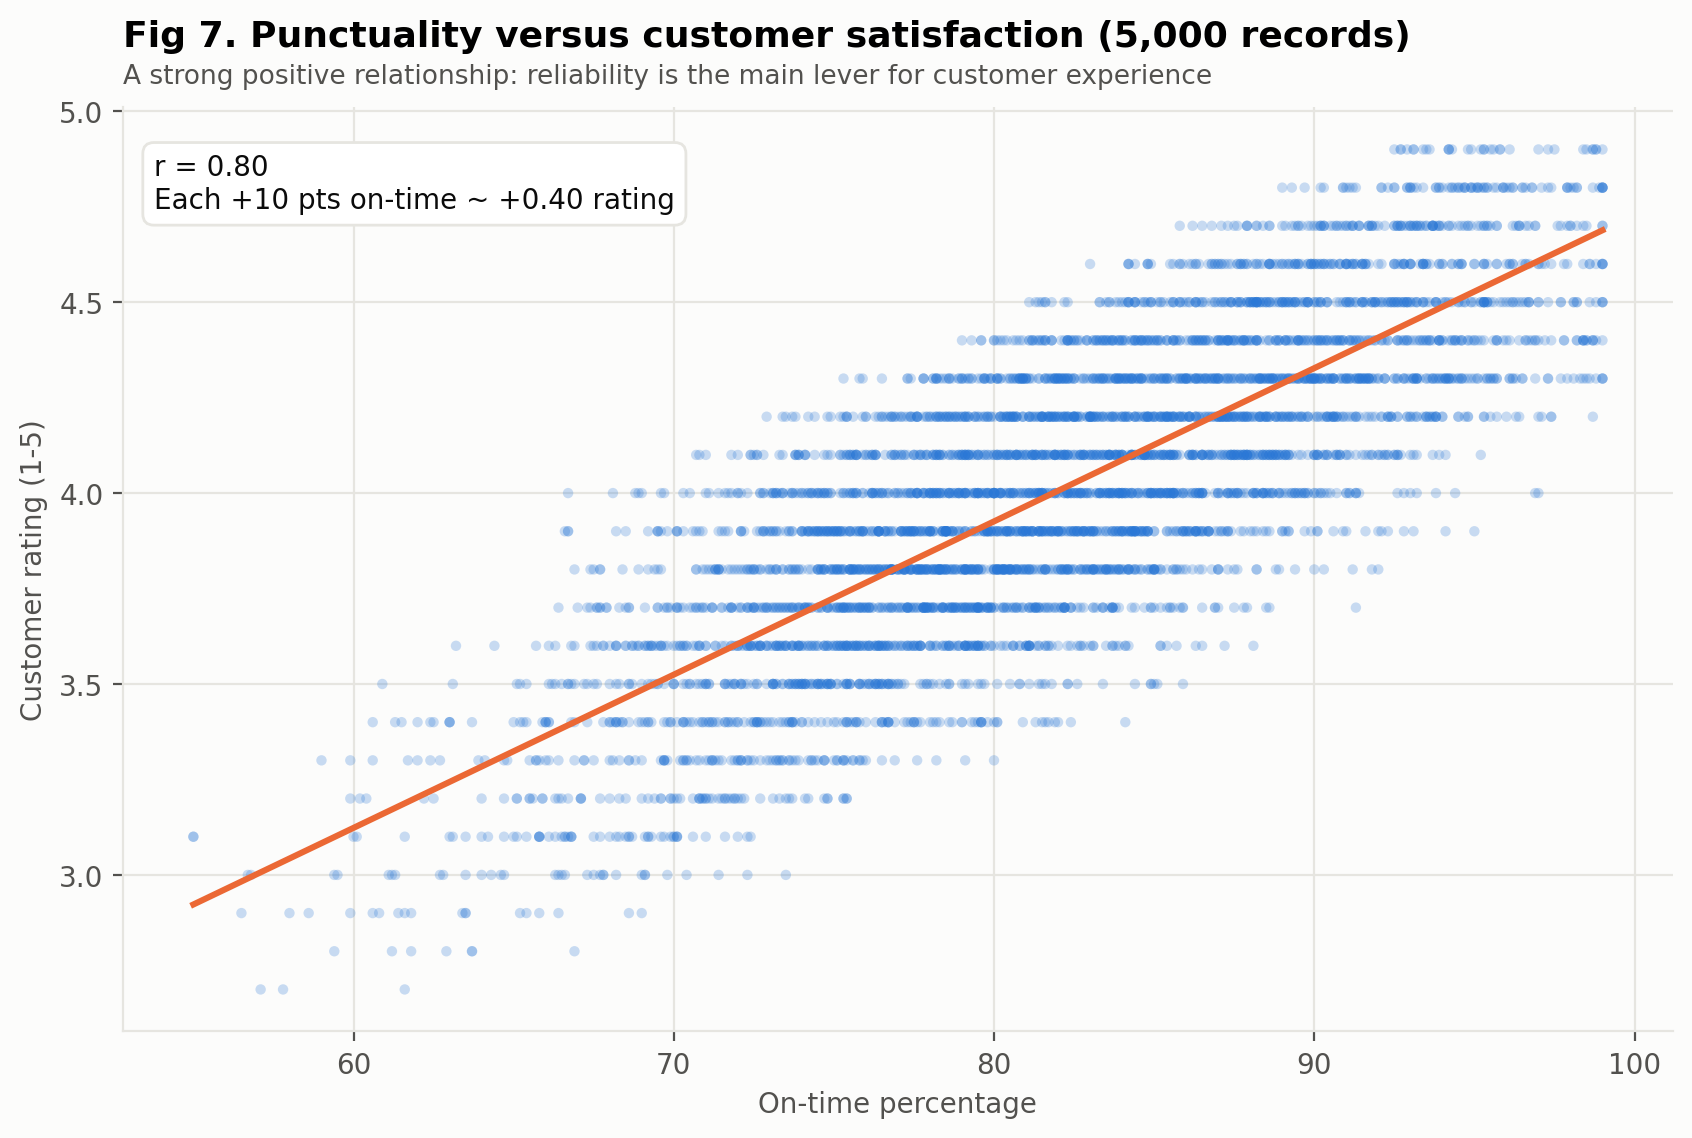 Fig 7. Punctuality versus customer satisfaction (5,000 records)
A strong positive relationship: reliability is the main lever for customer experience
r = 0.80
Each +10 pts on-time ~ +0.40 rating
Customer rating (1-5)
5.0
4.5
4.0
3.5
3.0
60 70 80 90 100
On-time percentage